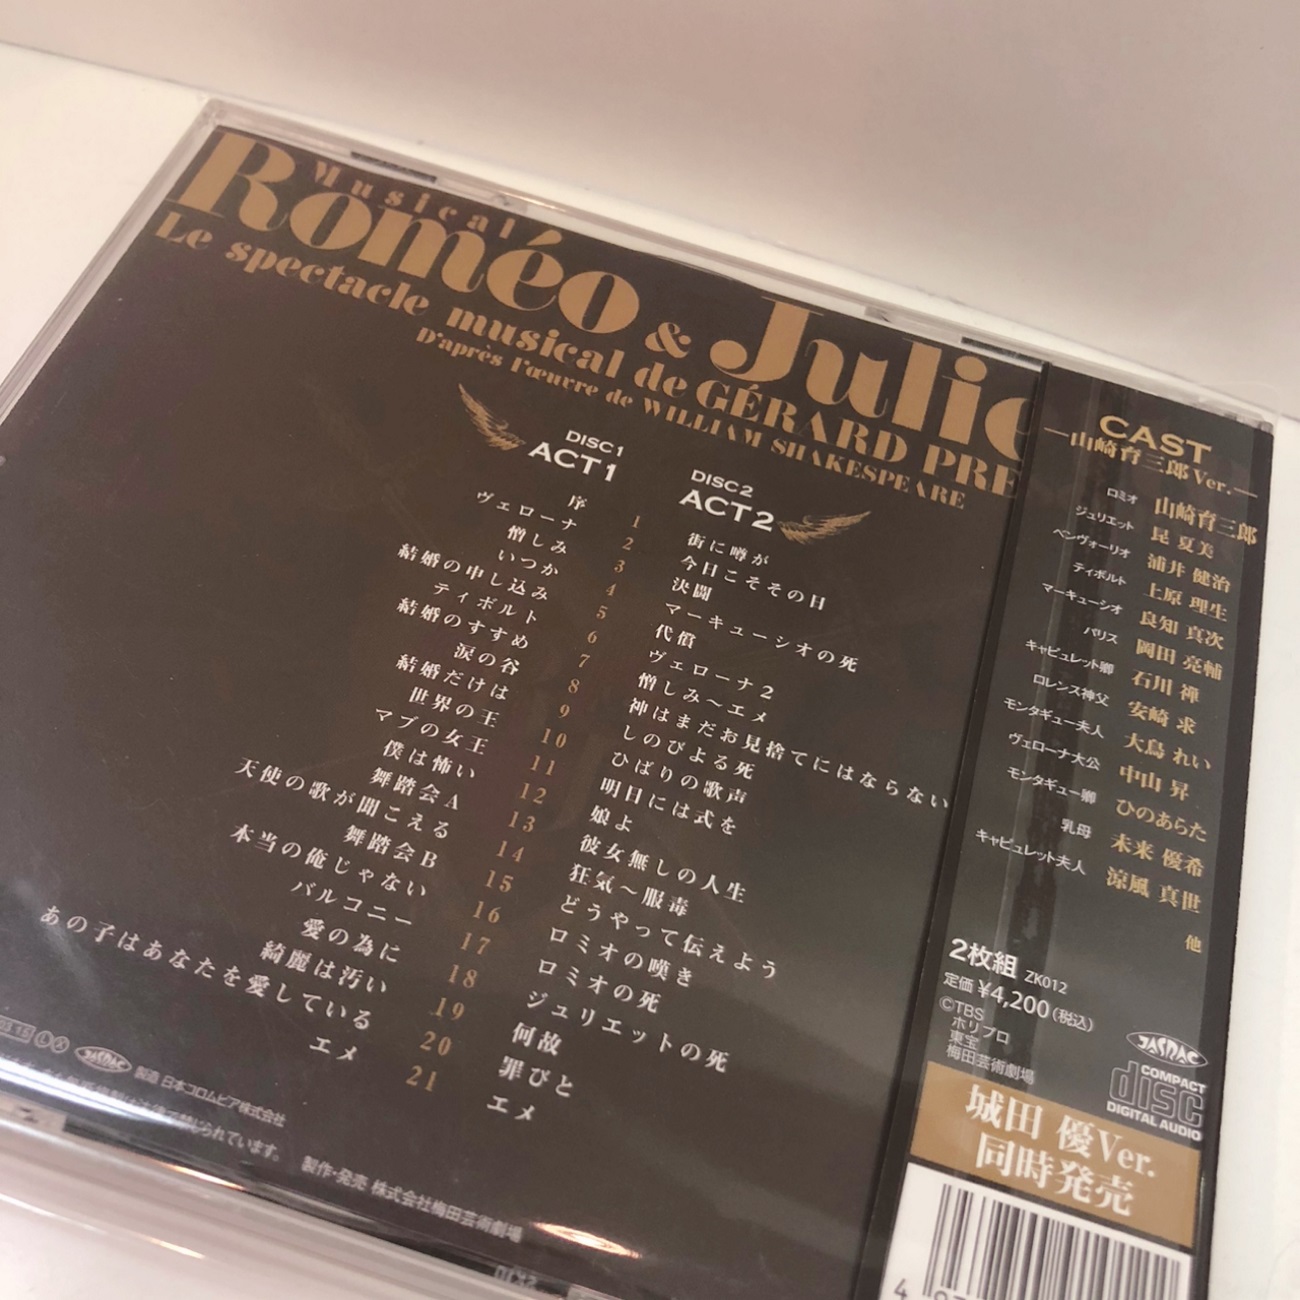 Musical
Roméo & Julie
Le spectacle musical de GÉRARD PRE
D'après l'œuvre de WILLIAM SHAKESPEARE
DISC1
ACT1
序
ヴェローナ
憎しみ
いつか
結婚の申し込み
ティボルト
結婚のすすめ
涙の谷
結婚だけは
世界の王
マブの女王
僕は怖い
舞踏会A
天使の歌が聞こえる
舞踏会B
本当の俺じゃない
バルコニー
愛の為に
綺麗は汚い
あの子はあなたを愛している
エメ
1
2
3
4
5
6
7
8
9
10
11
12
13
14
15
16
17
18
19
20
21
DISC2
ACT2
街に噂が
今日こそその日
決闘
マーキューシオの死
代償
ヴェローナ2
憎しみ〜エメ
神はまだお見捨てにはならない
しのびよる死
ひばりの歌声
明日には式を
娘よ
彼女無しの人生
狂気〜服毒
どうやって伝えよう
ロミオの嘆き
ロミオの死
ジュリエットの死
何故
罪びと
エメ
JASRAC
製造 日本コロムビア株式会社
じられています。
製作・発売 株式会社梅田芸術劇場
CAST
―山崎育三郎Ver.―
ロミオ 山崎育三郎
ジュリエット 昆 夏美
ベンヴォーリオ 浦井 健治
ティボルト 上原 理生
マーキューシオ 良知 真次
パリス 岡田 亮輔
キャピュレット卿 石川 禅
ロレンス神父 安崎 求
モンタギュー夫人 大鳥 れい
ヴェローナ大公 中山 昇
モンタギュー卿 ひのあらた
乳母 未来 優希
キャピュレット夫人 涼風 真世
他
2枚組 ZK012
定価 ¥4,200(税込)
©TBS
ホリプロ
東宝
梅田芸術劇場
JASRAC
COMPACT
disc
DIGITAL AUDIO
城田 優Ver.
同時発売
4